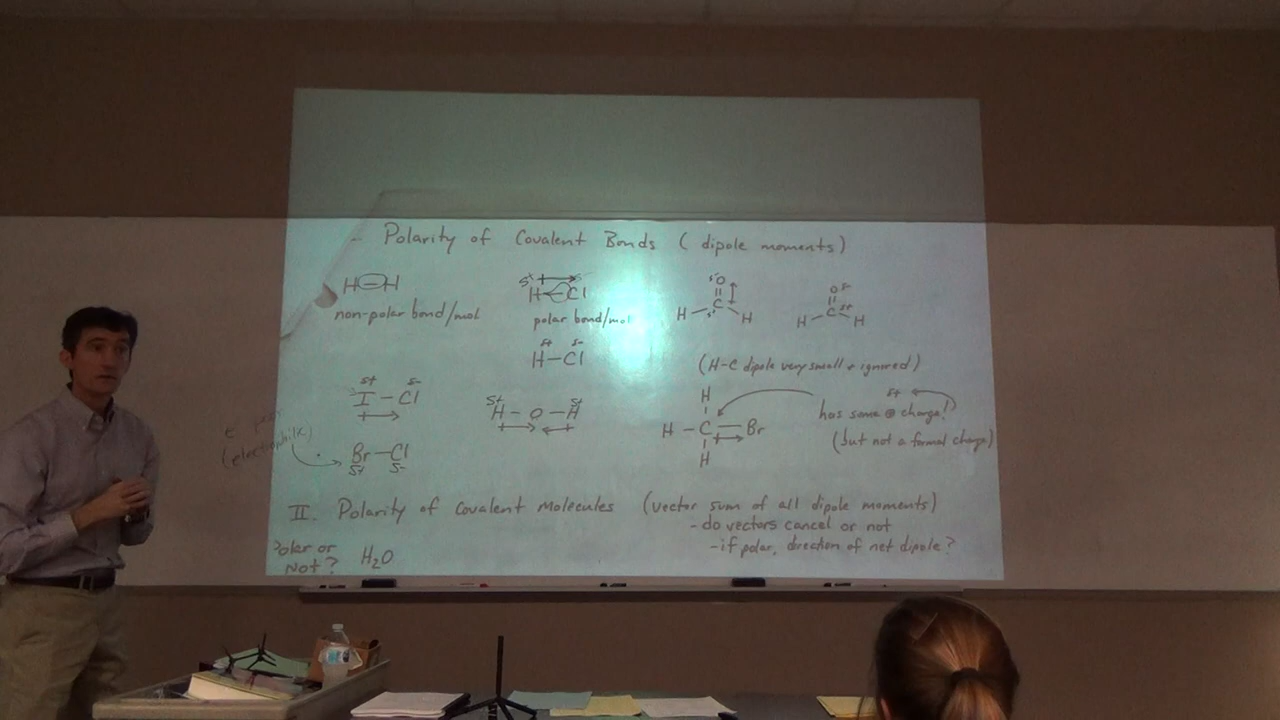 Polarity of Covalent Bonds (dipole moments)
H-H
non-polar bond/mol
δ+ δ-
H Cl
polar bond/mol
δ+ δ-
H-Cl
δ- O
C δ+
H H
O δ-
C δ+
H H
(H-C dipole very small + ignored)
δ+ δ-
I - Cl
δ+ δ+
H - O - H
Br - Cl
δ+ δ-
(electrophilic)
H
H - C - Br
H
δ+
has some ⊕ charge!
(but not a formal charge)
II. Polarity of Covalent Molecules (vector sum of all dipole moments)
- do vectors cancel or not
- if polar, direction of net dipole?
Polar or
Not? H₂O